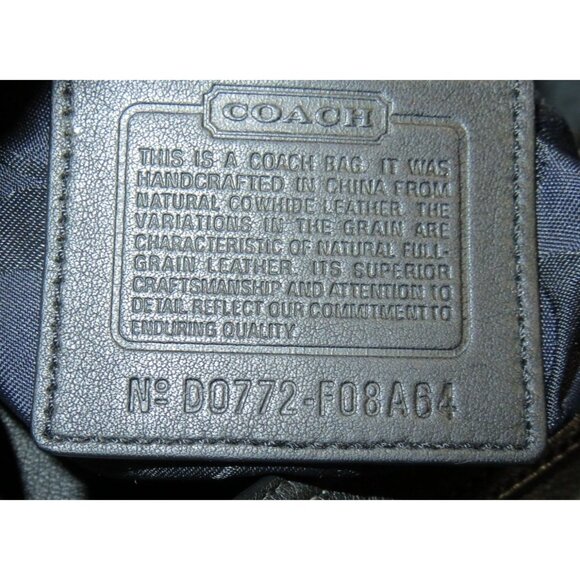 COACH
THIS IS A COACH BAG. IT WAS
HANDCRAFTED IN CHINA FROM
NATURAL COWHIDE LEATHER. THE
VARIATIONS IN THE GRAIN ARE
CHARACTERISTIC OF NATURAL FULL-
GRAIN LEATHER. ITS SUPERIOR
CRAFTSMANSHIP AND ATTENTION TO
DETAIL REFLECT OUR COMMITMENT TO
ENDURING QUALITY.
Nº D0772-F08A64